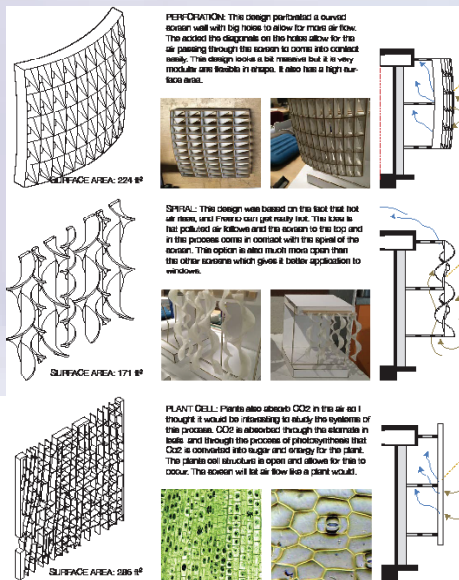 PERFORATION: This design perforated a curved
screen wall with big holes to allow for more air flow.
The added the diagonals on the holes allow for the
air passing through the screen to come into contact
easily. This design looks a bit massive but it is very
modular and flexible in shape. It also has a high sur-
face area.
SURFACE AREA: 224 ft²
SPIRAL: This design was based on the fact that hot
air rises, and Fresno can get really hot. The idea is
hot polluted air follows and the screen to the top and
in the process come in contact with the spiral of the
screen. This option is also much more open than
the other screens which gives it better application to
windows.
SURFACE AREA: 171 ft²
PLANT CELL: Plants also absorb CO2 in the air so I
thought it would be interesting to study the systems of
this process. CO2 is absorbed through the stomata in
leafs and through the process of photosynthesis that
Co2 is converted into sugar and energy for the plant.
The plants cell structure is open and allows for this to
occur. The screen will let air flow like a plant would.
SURFACE AREA: 286 ft²